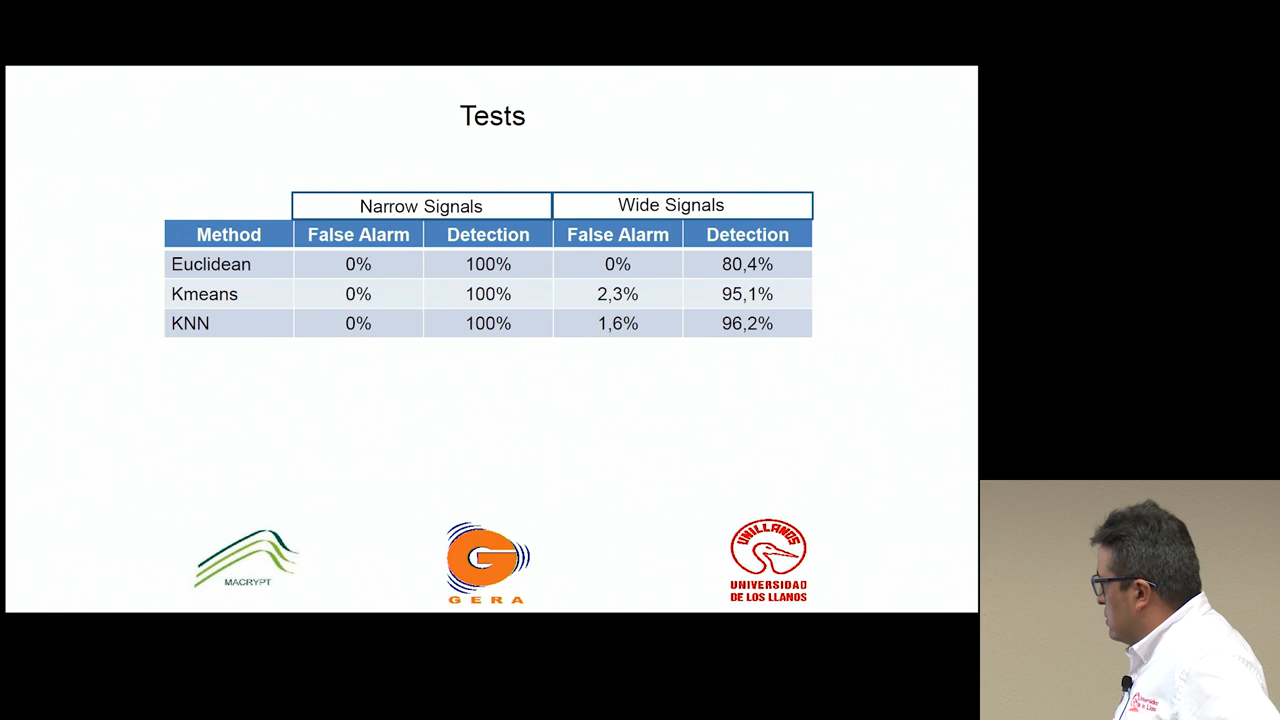 Tests
Narrow Signals Wide Signals
Method False Alarm Detection False Alarm Detection
Euclidean 0% 100% 0% 80,4%
Kmeans 0% 100% 2,3% 95,1%
KNN 0% 100% 1,6% 96,2%
MACRYPT
G
GERA
UNILLANOS
UNIVERSIDAD
DE LOS LLANOS